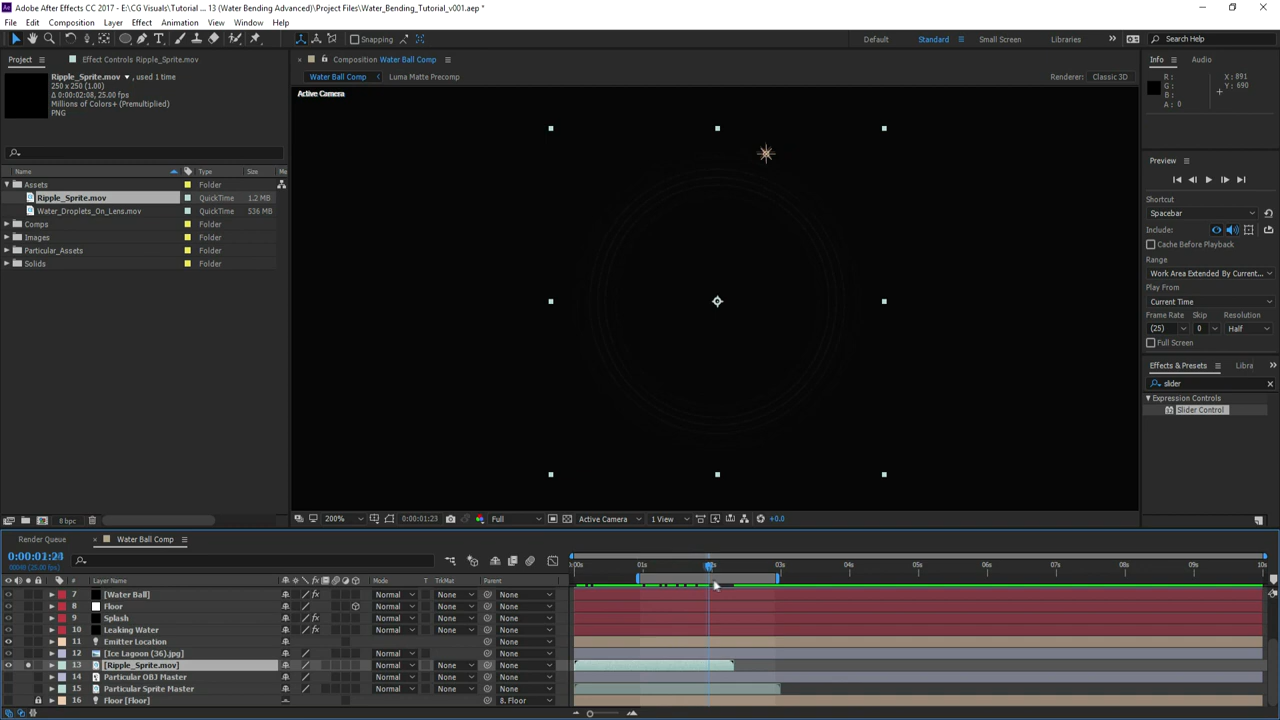 Adobe After Effects CC 2017 - E:\CG Visuals\Tutorial ... 13 (Water Bending Advanced)\Project Files\Water_Bending_Tutorial_v001.aep *
File Edit Composition Layer Effect Animation View Window Help
Snapping Default Standard Small Screen Libraries Search Help
Project Effect Controls Ripple_Sprite.mov
Composition Water Ball Comp
Info Audio
Ripple_Sprite.mov , used 1 time
250 x 250 (1.00)
Δ 0:00:02:08, 25.00 fps
Millions of Colors+ (Premultiplied)
PNG
Water Ball Comp Luma Matte Precomp Renderer: Classic 3D
Active Camera
R : X : 891
G : Y : 690
B :
A : 0
Preview
Shortcut
Spacebar
Include:
Cache Before Playback
Range
Work Area Extended By Current...
Play From
Current Time
Frame Rate Skip Resolution
(25) 0 Half
Full Screen
Effects & Presets Libra
slider
Expression Controls
Slider Control
Name Type Size Me
Assets Folder
Ripple_Sprite.mov QuickTime 1.2 MB
Water_Droplets_On_Lens.mov QuickTime 536 MB
Comps Folder
Images Folder
Particular_Assets Folder
Solids Folder
8 bpc
200% 0:00:01:23 Full Active Camera 1 View +0.0
Render Queue Water Ball Comp
(25.00 fps)
Layer Name Mode T TrkMat Parent
:00s 01s 02s 03s 04s 05s 06s 07s 08s 09s 10s
7 [Water Ball] Normal None None
8 Floor Normal None None
9 Splash Normal None None
10 Leaking Water Normal None None
11 Emitter Location None
12 [Ice Lagoon (36).jpg] Normal None None
13 [Ripple_Sprite.mov] Normal None None
14 Particular OBJ Master Normal None None
15 Particular Sprite Master Normal None None
16 Floor [Floor] 8. Floor